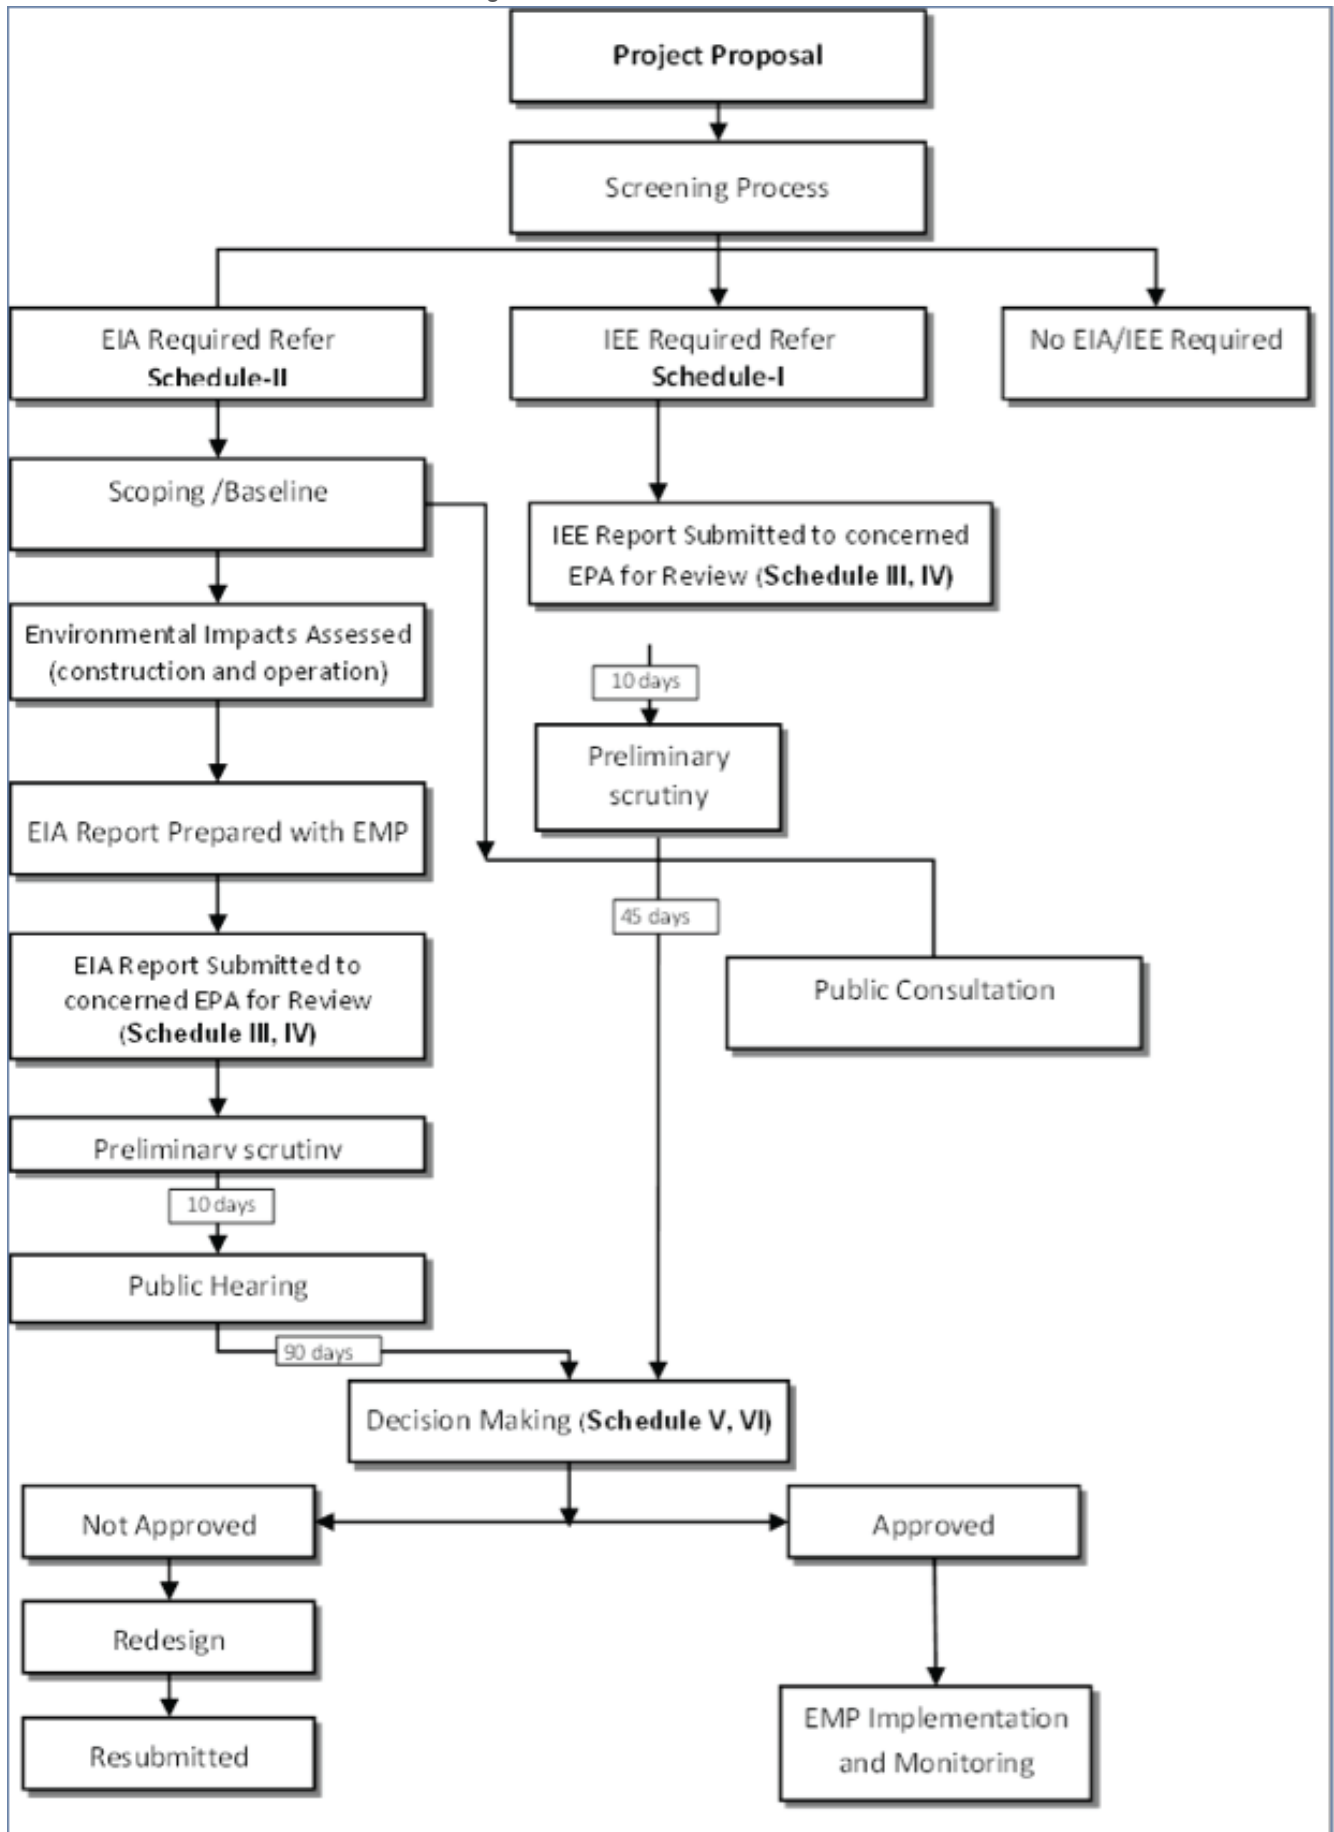 Project Proposal
Screening Process
EIA Required Refer
Schedule-II
IEE Required Refer
Schedule-I
No EIA/IEE Required
Scoping /Baseline
IEE Report Submitted to concerned
EPA for Review (Schedule III, IV)
Environmental Impacts Assessed
(construction and operation)
10 days
Preliminary
scrutiny
EIA Report Prepared with EMP
45 days
EIA Report Submitted to
concerned EPA for Review
(Schedule III, IV)
Public Consultation
Preliminary scrutiny
10 days
Public Hearing
90 days
Decision Making (Schedule V, VI)
Not Approved
Approved
Redesign
Resubmitted
EMP Implementation
and Monitoring